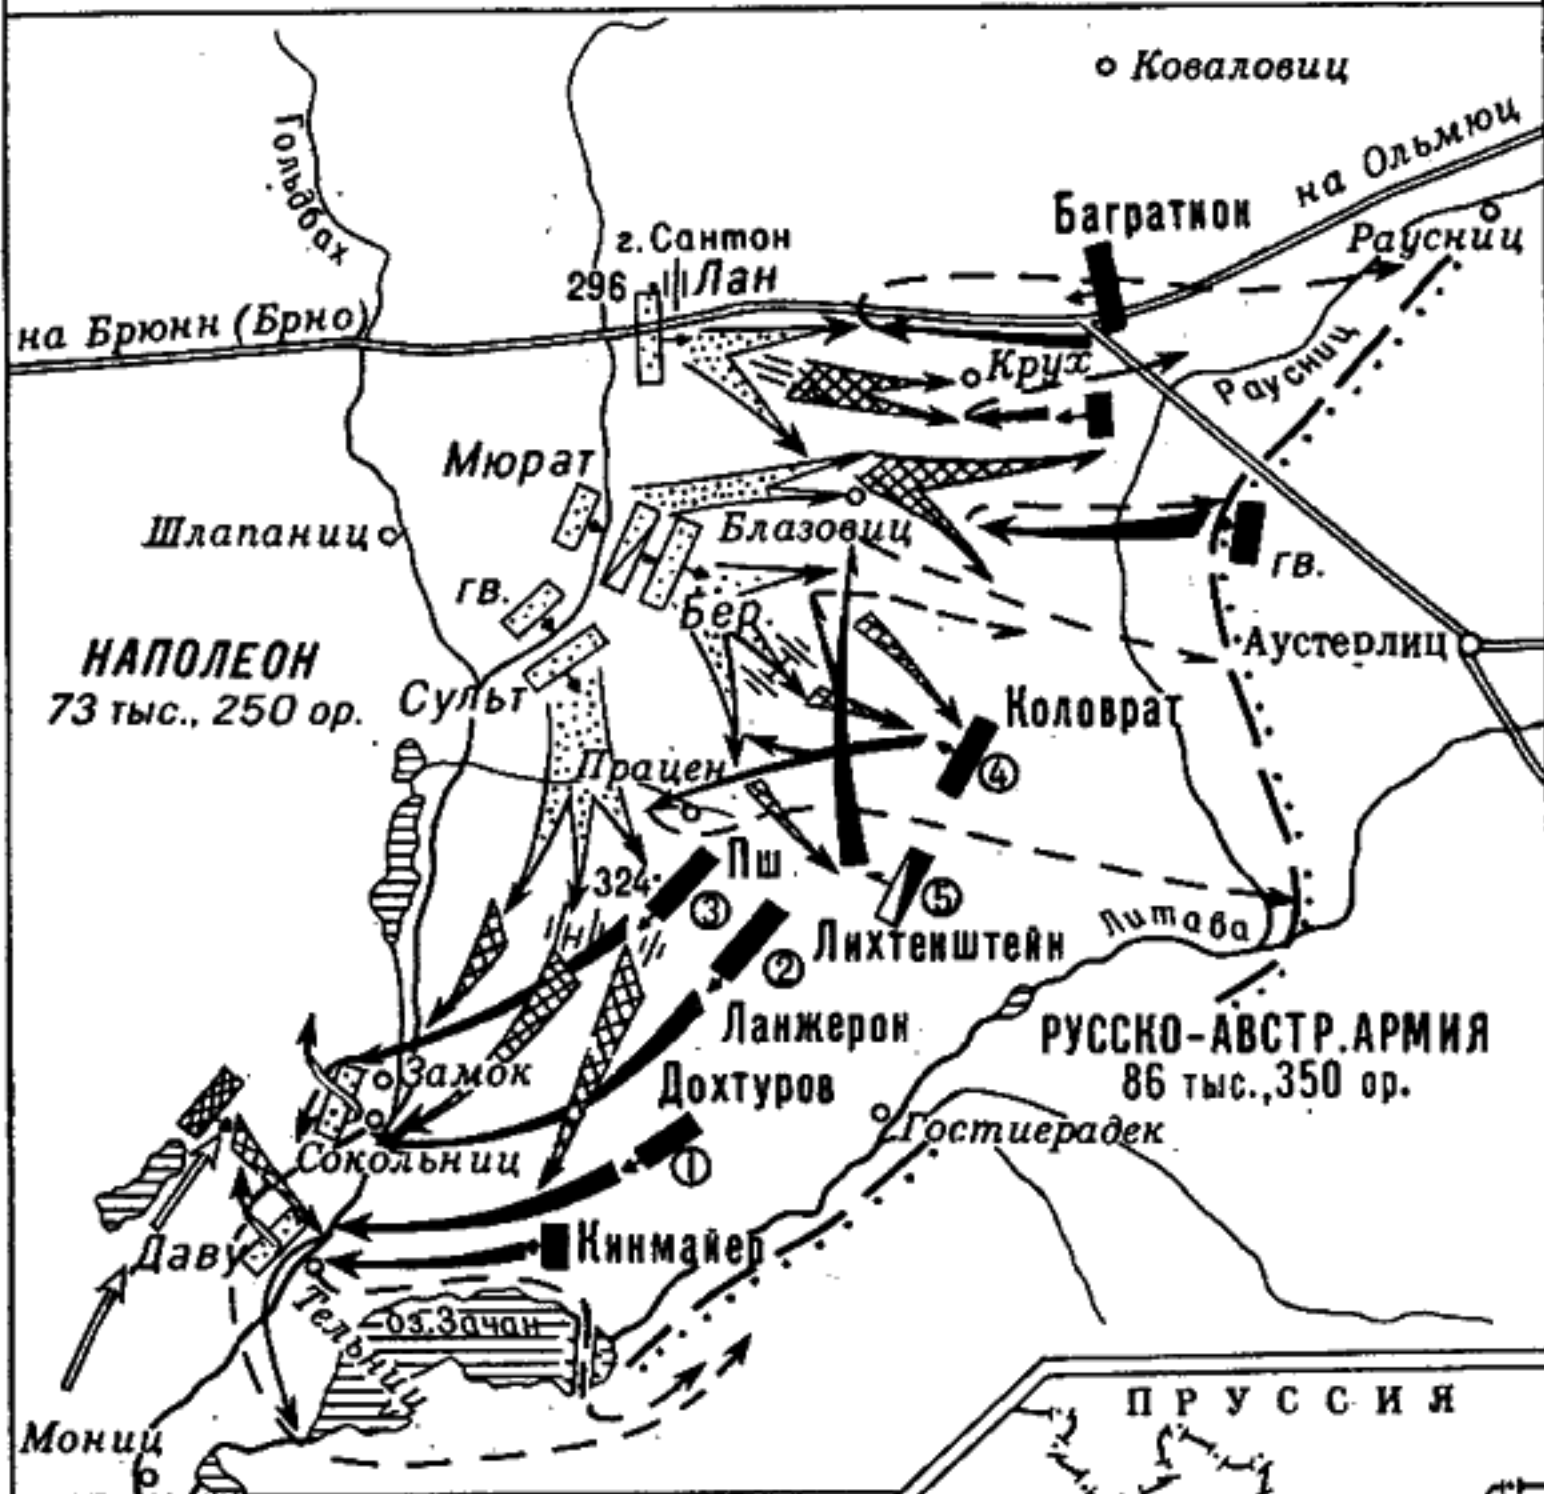 Коваловиц
на Ольмюц
Гольдбах
Багратион
Раусниц
г. Сантон
296
Лан
на Брюнн (Брно)
Раусниц
Крух
Мюрат
Шлапаниц
Блазовиц
гв.
гв.
Бер
НАПОЛЕОН
73 тыс., 250 ор.
Аустерлиц
Сульт
Коловрат
④
Працен
Пш
324
③
⑤
Литава
Лихтенштейн
②
Ланжерон
РУССКО-АВСТР. АРМИЯ
86 тыс., 350 ор.
Замок
Дохтуров
Гостиерадек
Сокольниц
①
Даву
Кинмайер
Тельниц
оз. Зачан
ПРУССИЯ
Мониц